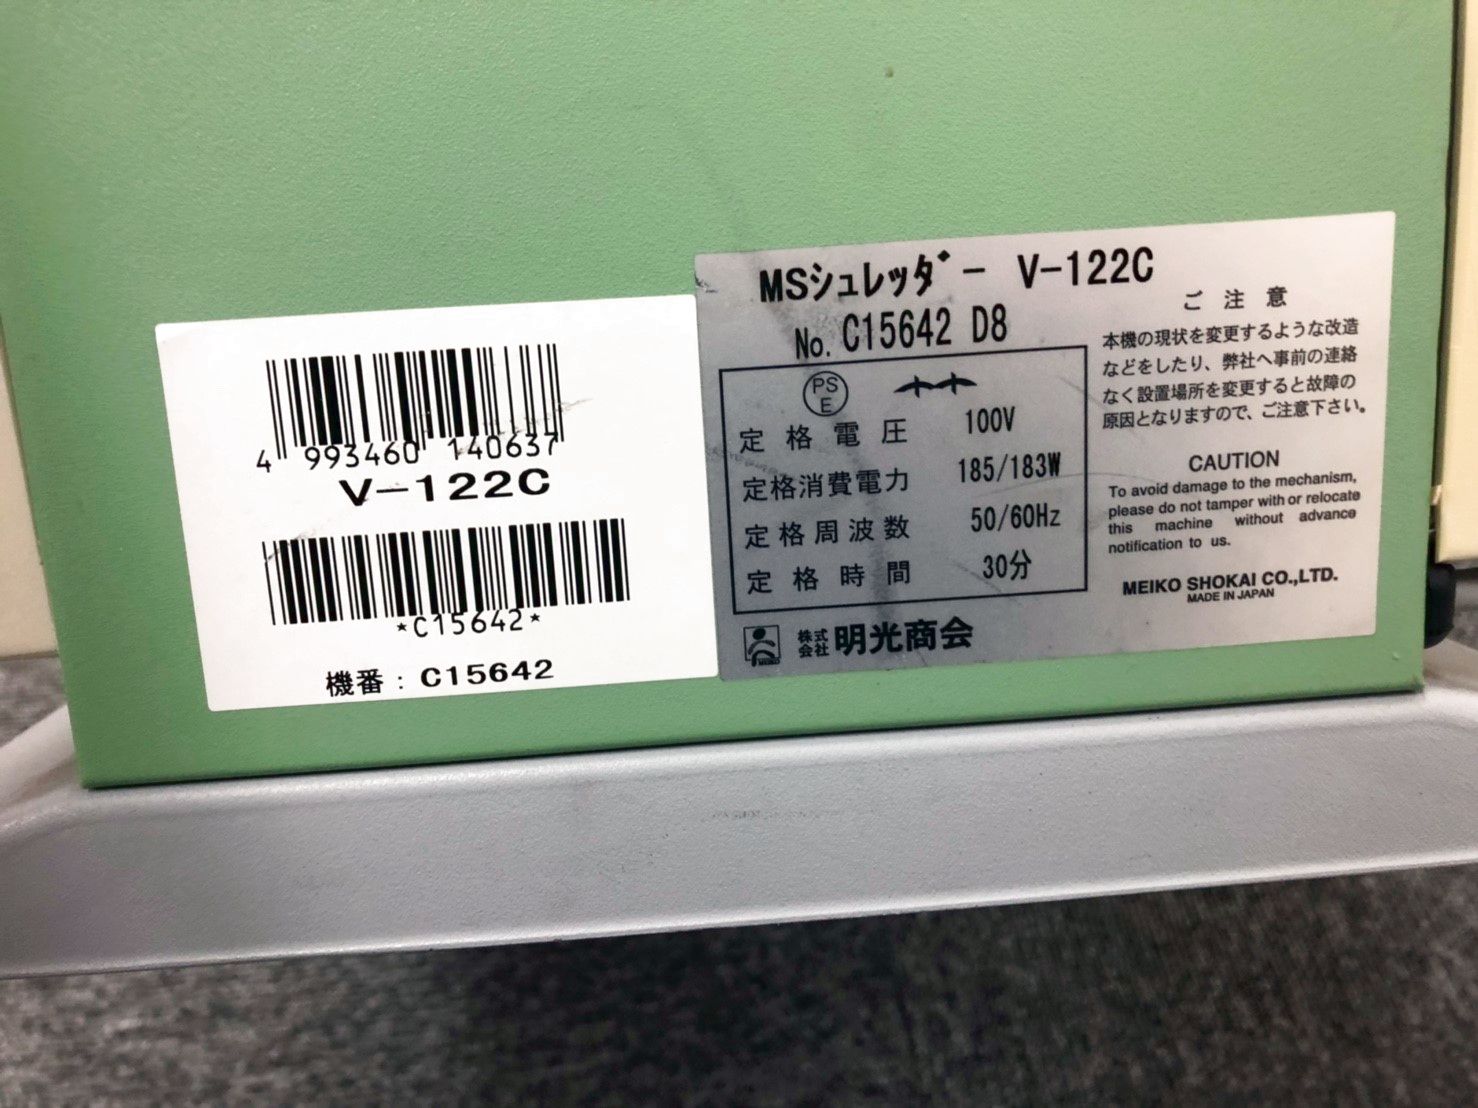 4 993460 140637
V-122C
*C15642*
機番：C15642
MSシュレッダー V-122C
No. C15642 D8
PS
E
定格電圧 100V
定格消費電力 185/183W
定格周波数 50/60Hz
定格時間 30分
MEIKO
株式会社 明光商会
ご注意
本機の現状を変更するような改造
などをしたり、弊社へ事前の連絡
なく設置場所を変更すると故障の
原因となりますので、ご注意下さい。
CAUTION
To avoid damage to the mechanism,
please do not tamper with or relocate
this machine without advance
notification to us.
MEIKO SHOKAI CO.,LTD.
MADE IN JAPAN